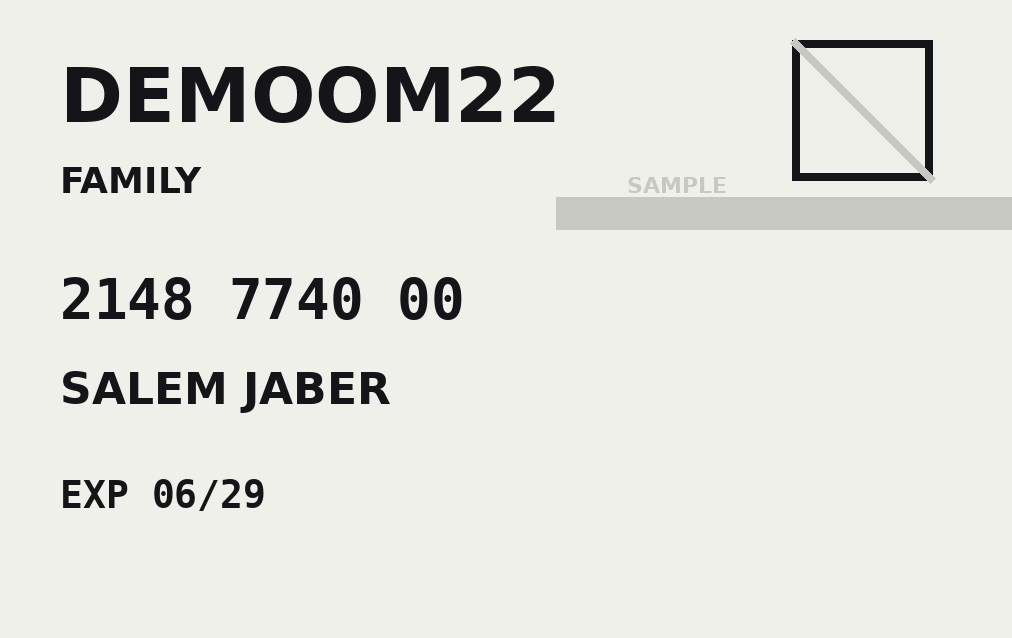 DEMOOM22
FAMILY
SAMPLE
2148 7740 00
SALEM JABER
EXP 06/29